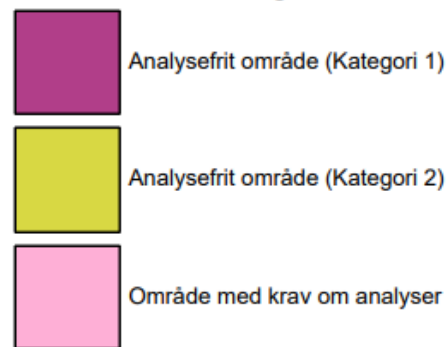 Analysefrit område (Kategori 1)
Analysefrit område (Kategori 2)
Område med krav om analyser